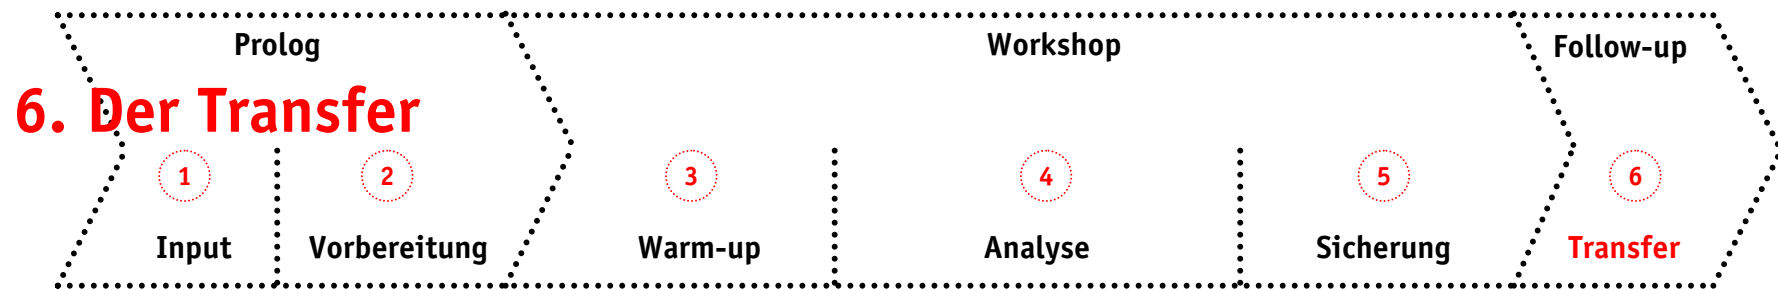 Prolog
Workshop
Follow-up
6. Der Transfer
1
2
3
4
5
6
Input
Vorbereitung
Warm-up
Analyse
Sicherung
Transfer